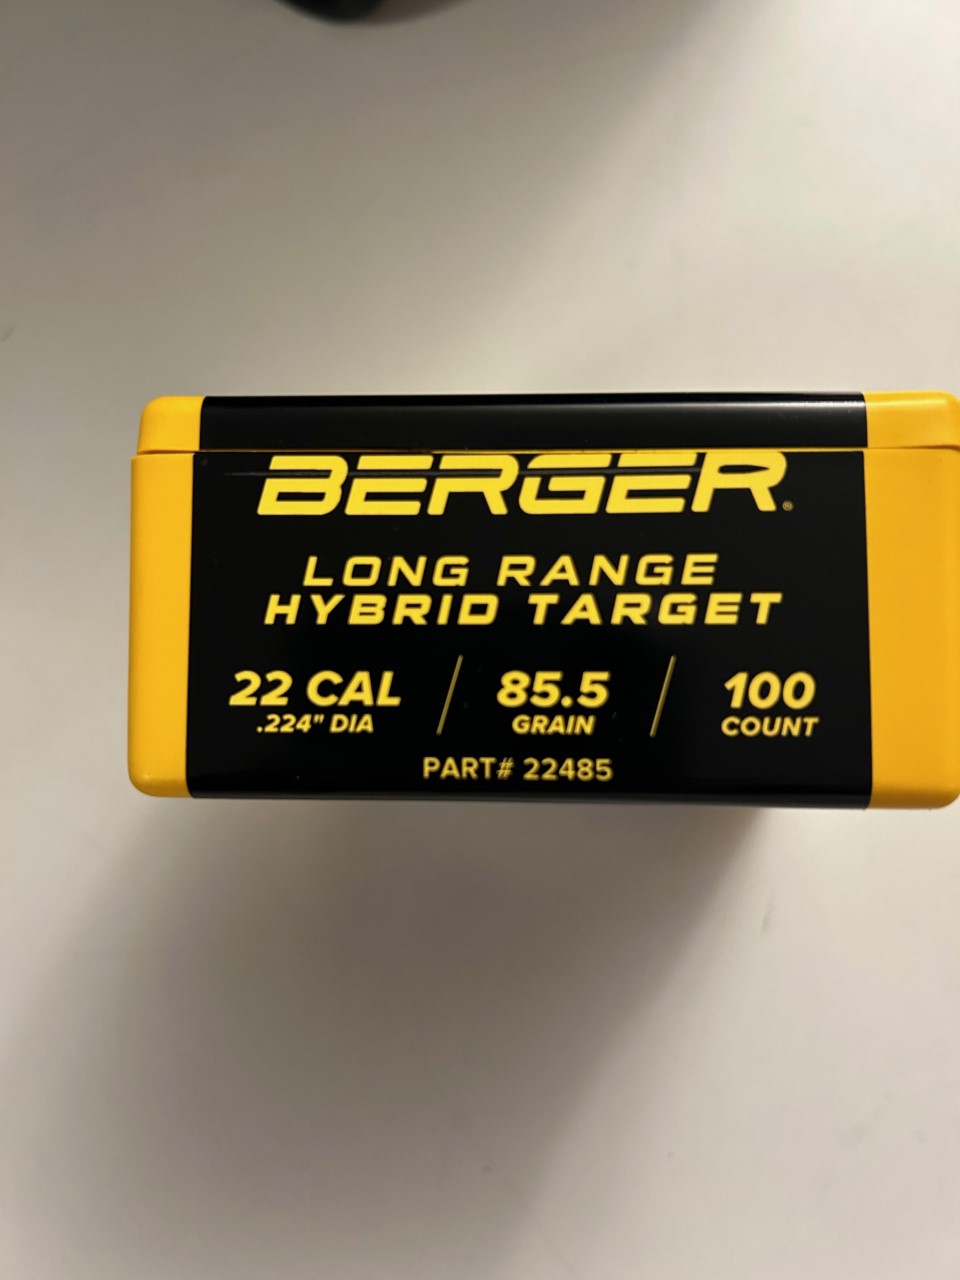 BERGER®
LONG RANGE
HYBRID TARGET
22 CAL / 85.5 / 100
.224" DIA GRAIN COUNT
PART# 22485